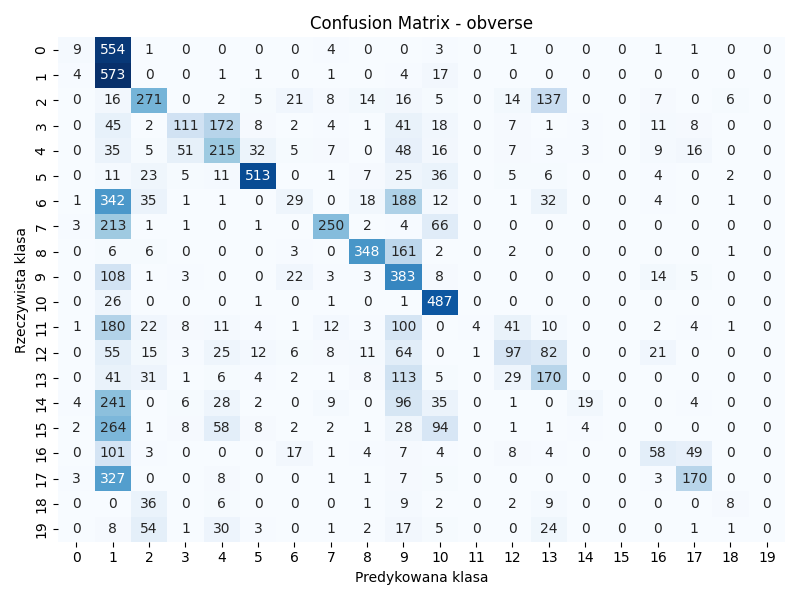 Confusion Matrix - obverse
Rzeczywista klasa
0 9 554 1 0 0 0 0 4 0 0 3 0 1 0 0 0 1 1 0 0
1 4 573 0 0 1 1 0 1 0 4 17 0 0 0 0 0 0 0 0 0
2 0 16 271 0 2 5 21 8 14 16 5 0 14 137 0 0 7 0 6 0
3 0 45 2 111 172 8 2 4 1 41 18 0 7 1 3 0 11 8 0 0
4 0 35 5 51 215 32 5 7 0 48 16 0 7 3 3 0 9 16 0 0
5 0 11 23 5 11 513 0 1 7 25 36 0 5 6 0 0 4 0 2 0
6 1 342 35 1 1 0 29 0 18 188 12 0 1 32 0 0 4 0 1 0
7 3 213 1 1 0 1 0 250 2 4 66 0 0 0 0 0 0 0 0 0
8 0 6 6 0 0 0 3 0 348 161 2 0 2 0 0 0 0 0 1 0
9 0 108 1 3 0 0 22 3 3 383 8 0 0 0 0 0 14 5 0 0
10 0 26 0 0 0 1 0 1 0 1 487 0 0 0 0 0 0 0 0 0
11 1 180 22 8 11 4 1 12 3 100 0 4 41 10 0 0 2 4 1 0
12 0 55 15 3 25 12 6 8 11 64 0 1 97 82 0 0 21 0 0 0
13 0 41 31 1 6 4 2 1 8 113 5 0 29 170 0 0 0 0 0 0
14 4 241 0 6 28 2 0 9 0 96 35 0 1 0 19 0 0 4 0 0
15 2 264 1 8 58 8 2 2 1 28 94 0 1 1 4 0 0 0 0 0
16 0 101 3 0 0 0 17 1 4 7 4 0 8 4 0 0 58 49 0 0
17 3 327 0 0 8 0 0 1 1 7 5 0 0 0 0 0 3 170 0 0
18 0 0 36 0 6 0 0 0 1 9 2 0 2 9 0 0 0 0 8 0
19 0 8 54 1 30 3 0 1 2 17 5 0 0 24 0 0 0 1 1 0
0 1 2 3 4 5 6 7 8 9 10 11 12 13 14 15 16 17 18 19
Predykowana klasa